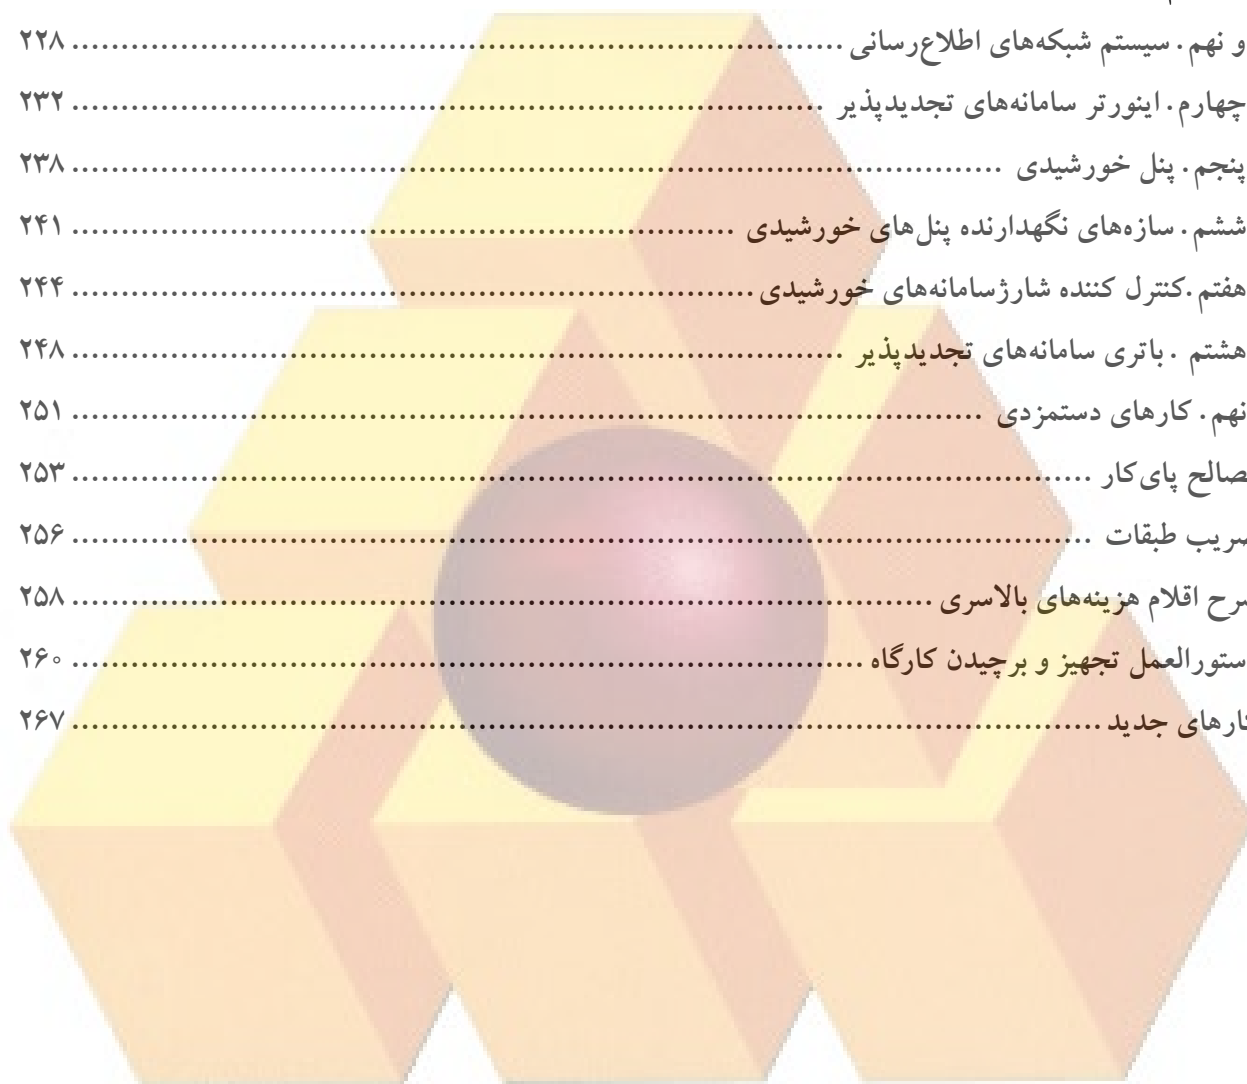 و نهم. سیستم شبکه‌های اطلاع‌رسانی ........ ۲۲۸
چهارم. اینورتر سامانه‌های تجدیدپذیر ........ ۲۳۲
پنجم. پنل خورشیدی ........ ۲۳۸
ششم. سازه‌های نگهدارنده پنل‌های خورشیدی ........ ۲۴۱
هفتم. کنترل کننده شارژسامانه‌های خورشیدی ........ ۲۴۴
هشتم . باتری سامانه‌های تجدیدپذیر ........ ۲۴۸
نهم. کارهای دستمزدی ........ ۲۵۱
صالح پای‌کار ........ ۲۵۳
ضریب طبقات ........ ۲۵۶
شرح اقلام هزینه‌های بالاسری ........ ۲۵۸
ستورالعمل تجهیز و برچیدن کارگاه ........ ۲۶۰
کارهای جدید ........ ۲۶۷